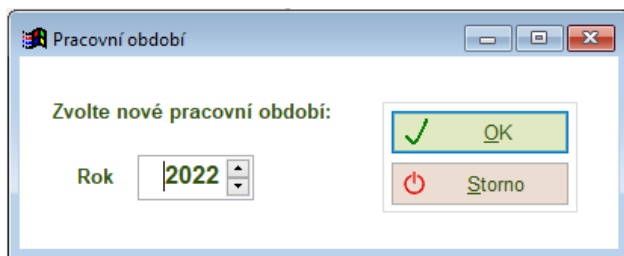 Pracovní období
Zvolte nové pracovní období:
Rok 2022
OK
Storno